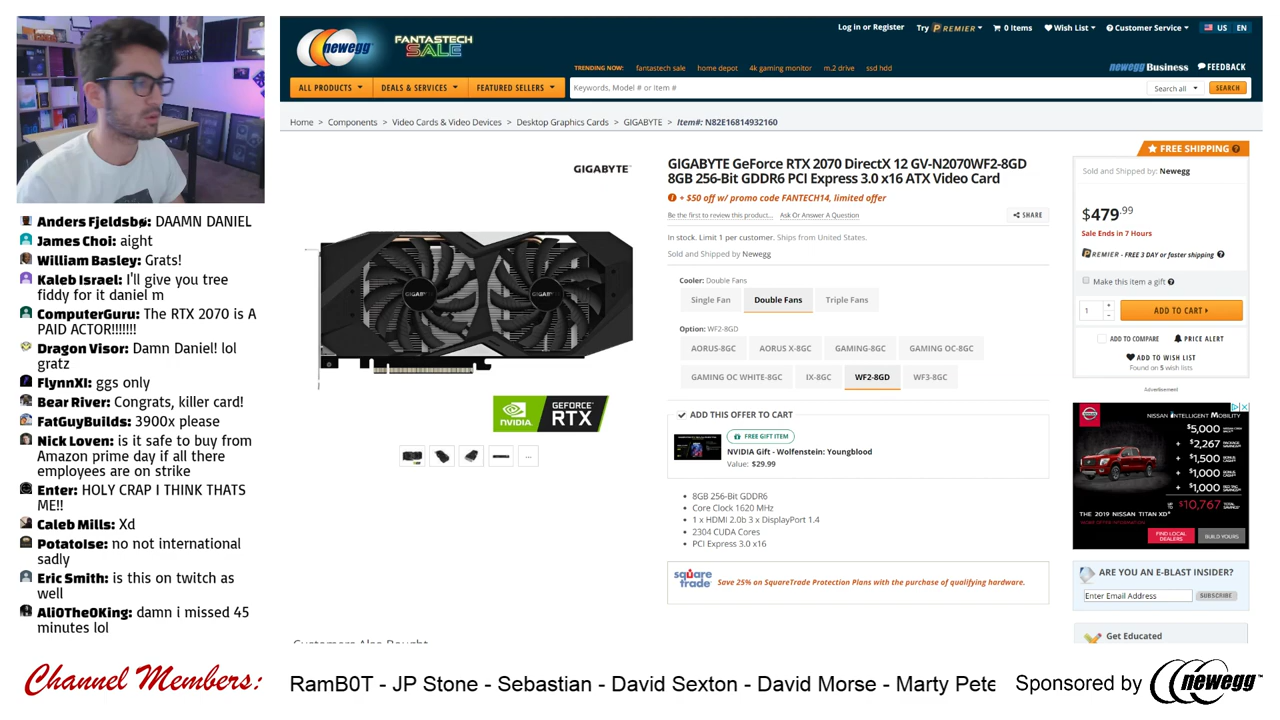 newegg
FANTASTECH
SALE
Log in or Register
Try PREMIER
0 Items
Wish List
Customer Service
US EN
TRENDING NOW: fantastech sale home depot 4k gaming monitor m.2 drive ssd hdd
newegg Business
FEEDBACK
ALL PRODUCTS
DEALS & SERVICES
FEATURED SELLERS
Keywords, Model # or Item #
Search all
SEARCH
Home > Components > Video Cards & Video Devices > Desktop Graphics Cards > GIGABYTE > Item#: N82E16814932160
GIGABYTE™
GIGABYTE
GIGABYTE
NVIDIA
GEFORCE
RTX
...
GIGABYTE GeForce RTX 2070 DirectX 12 GV-N2070WF2-8GD
8GB 256-Bit GDDR6 PCI Express 3.0 x16 ATX Video Card
+ $50 off w/ promo code FANTECH14, limited offer
Be the first to review this product... Ask Or Answer A Question
SHARE
In stock. Limit 1 per customer. Ships from United States.
Sold and Shipped by Newegg
Cooler: Double Fans
Single Fan
Double Fans
Triple Fans
Option: WF2-8GD
AORUS-8GC
AORUS X-8GC
GAMING-8GC
GAMING OC-8GC
GAMING OC WHITE-8GC
IX-8GC
WF2-8GD
WF3-8GC
ADD THIS OFFER TO CART
FREE GIFT ITEM
NVIDIA Gift - Wolfenstein: Youngblood
Value: $29.99
8GB 256-Bit GDDR6
Core Clock 1620 MHz
1 x HDMI 2.0b 3 x DisplayPort 1.4
2304 CUDA Cores
PCI Express 3.0 x16
square
trade
Save 25% on SquareTrade Protection Plans with the purchase of qualifying hardware.
Customers Also Bought
FREE SHIPPING
Sold and Shipped by: Newegg
$479.99
Sale Ends in 7 Hours
PREMIER - FREE 3 DAY or faster shipping
Make this item a gift
1
ADD TO CART
ADD TO COMPARE
PRICE ALERT
ADD TO WISH LIST
Found on 5 wish lists
Advertisement
NISSAN INTELLIGENT MOBILITY
$5,000
+ $2,267
+ $1,500
+ $1,000
+ $1,000
$10,767
THE 2019 NISSAN TITAN XD®
FIND LOCAL DEALERS
BUILD YOURS
ARE YOU AN E-BLAST INSIDER?
Enter Email Address
SUBSCRIBE
Get Educated
Anders Fjeldsbø: DAAMN DANIEL
James Choi: aight
William Basley: Grats!
Kaleb Israel: I'll give you tree
fiddy for it daniel m
ComputerGuru: The RTX 2070 is A
PAID ACTOR!!!!!!!
Dragon Visor: Damn Daniel! lol
gratz
FlynnXI: ggs only
Bear River: Congrats, killer card!
FatGuyBuilds: 3900x please
Nick Loven: is it safe to buy from
Amazon prime day if all there
employees are on strike
Enter: HOLY CRAP I THINK THATS
ME!!
Caleb Mills: Xd
PotatoIse: no not international
sadly
Eric Smith: is this on twitch as
well
Ali0The0King: damn i missed 45
minutes lol
Channel Members:
RamB0T - JP Stone - Sebastian - David Sexton - David Morse - Marty Pete
Sponsored by newegg™